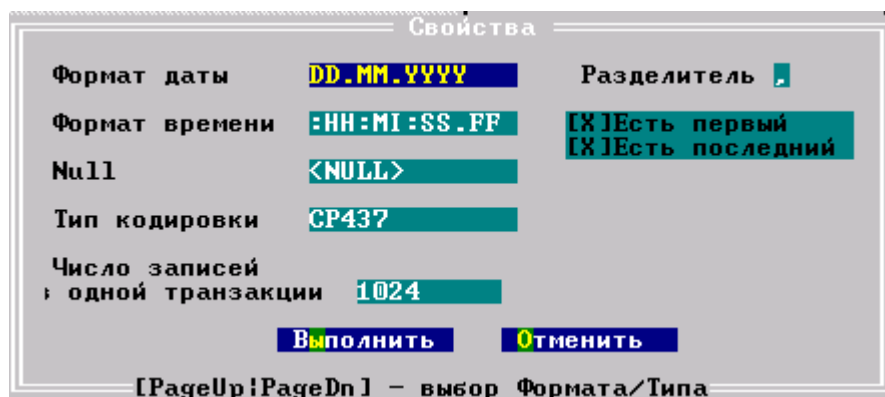 Свойства
Формат даты DD.MM.YYYY Разделитель ,
Формат времени :HH:MI:SS.FF [X]Есть первый
[X]Есть последний
Null <NULL>
Тип кодировки CP437
Число записей
в одной транзакции 1024
Выполнить Отменить
[PageUp¦PageDn] - выбор Формата/Типа